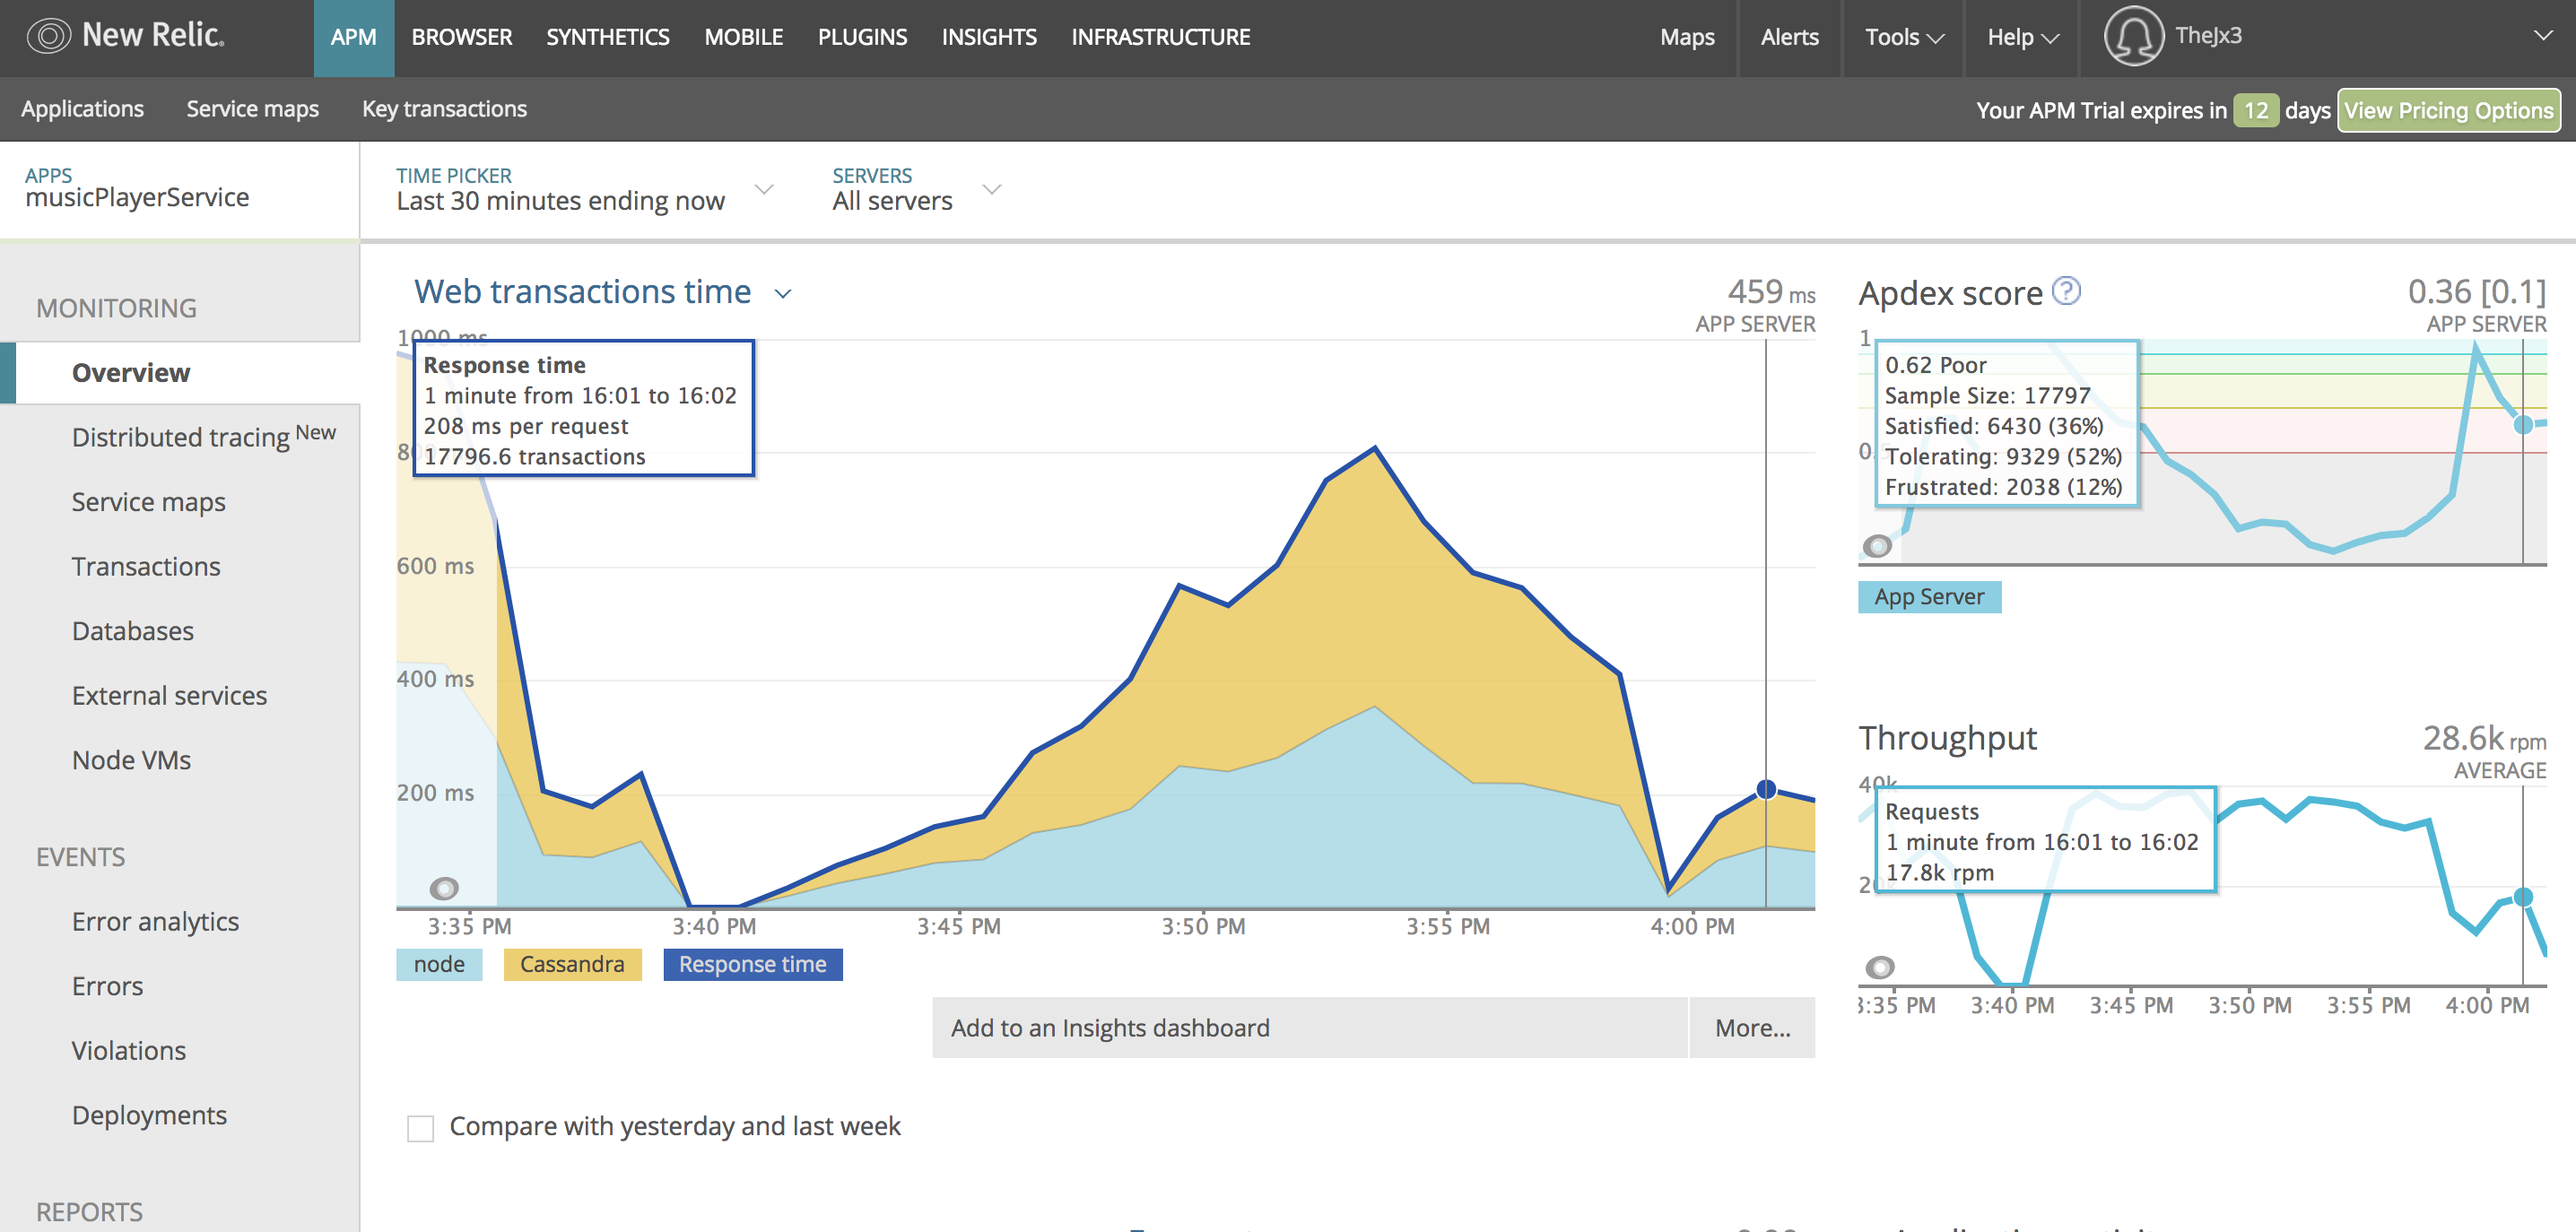 New Relic.
APM BROWSER SYNTHETICS MOBILE PLUGINS INSIGHTS INFRASTRUCTURE
Maps Alerts Tools Help TheJx3
Applications Service maps Key transactions
Your APM Trial expires in 12 days View Pricing Options
APPS
musicPlayerService
TIME PICKER
Last 30 minutes ending now
SERVERS
All servers
MONITORING
Overview
Distributed tracing New
Service maps
Transactions
Databases
External services
Node VMs
EVENTS
Error analytics
Errors
Violations
Deployments
REPORTS
Web transactions time
459 ms
APP SERVER
1000 ms
Response time
1 minute from 16:01 to 16:02
208 ms per request
17796.6 transactions
600 ms
400 ms
200 ms
3:35 PM 3:40 PM 3:45 PM 3:50 PM 3:55 PM 4:00 PM
node Cassandra Response time
Add to an Insights dashboard More...
Compare with yesterday and last week
Apdex score ?
0.36 [0.1]
APP SERVER
1
0.62 Poor
Sample Size: 17797
Satisfied: 6430 (36%)
Tolerating: 9329 (52%)
Frustrated: 2038 (12%)
App Server
Throughput
28.6k rpm
AVERAGE
40k
Requests
1 minute from 16:01 to 16:02
17.8k rpm
3:35 PM 3:40 PM 3:45 PM 3:50 PM 3:55 PM 4:00 PM